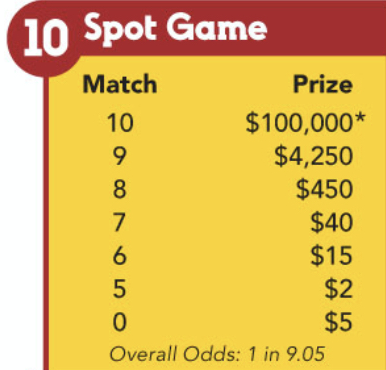 10 Spot Game
Match Prize
10 $100,000*
9 $4,250
8 $450
7 $40
6 $15
5 $2
0 $5
Overall Odds: 1 in 9.05